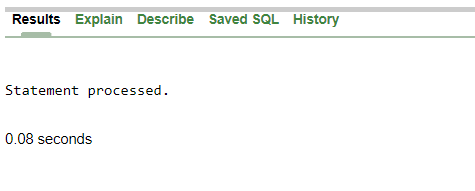 Results Explain Describe Saved SQL History
Statement processed.
0.08 seconds